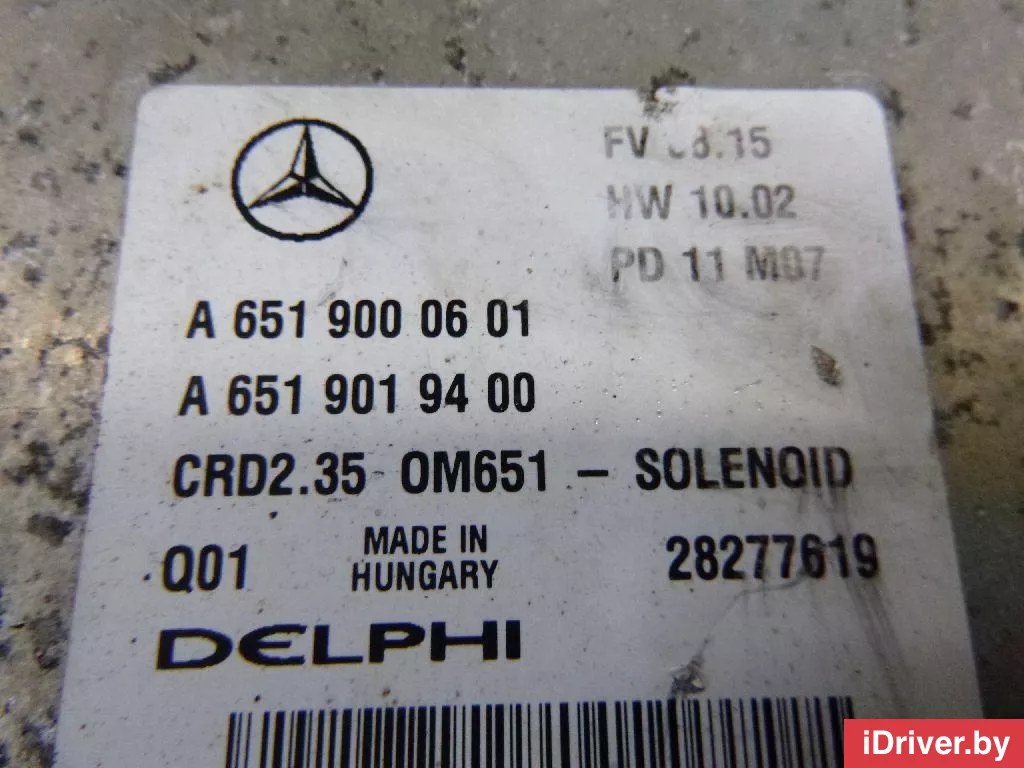 FV
HW 10.02
PD 11 M07
A 651 900 06 01
A 651 901 94 00
CRD2.35 OM651 – SOLENOID
Q01 MADE IN HUNGARY 28277619
DELPHI
iDriver.by